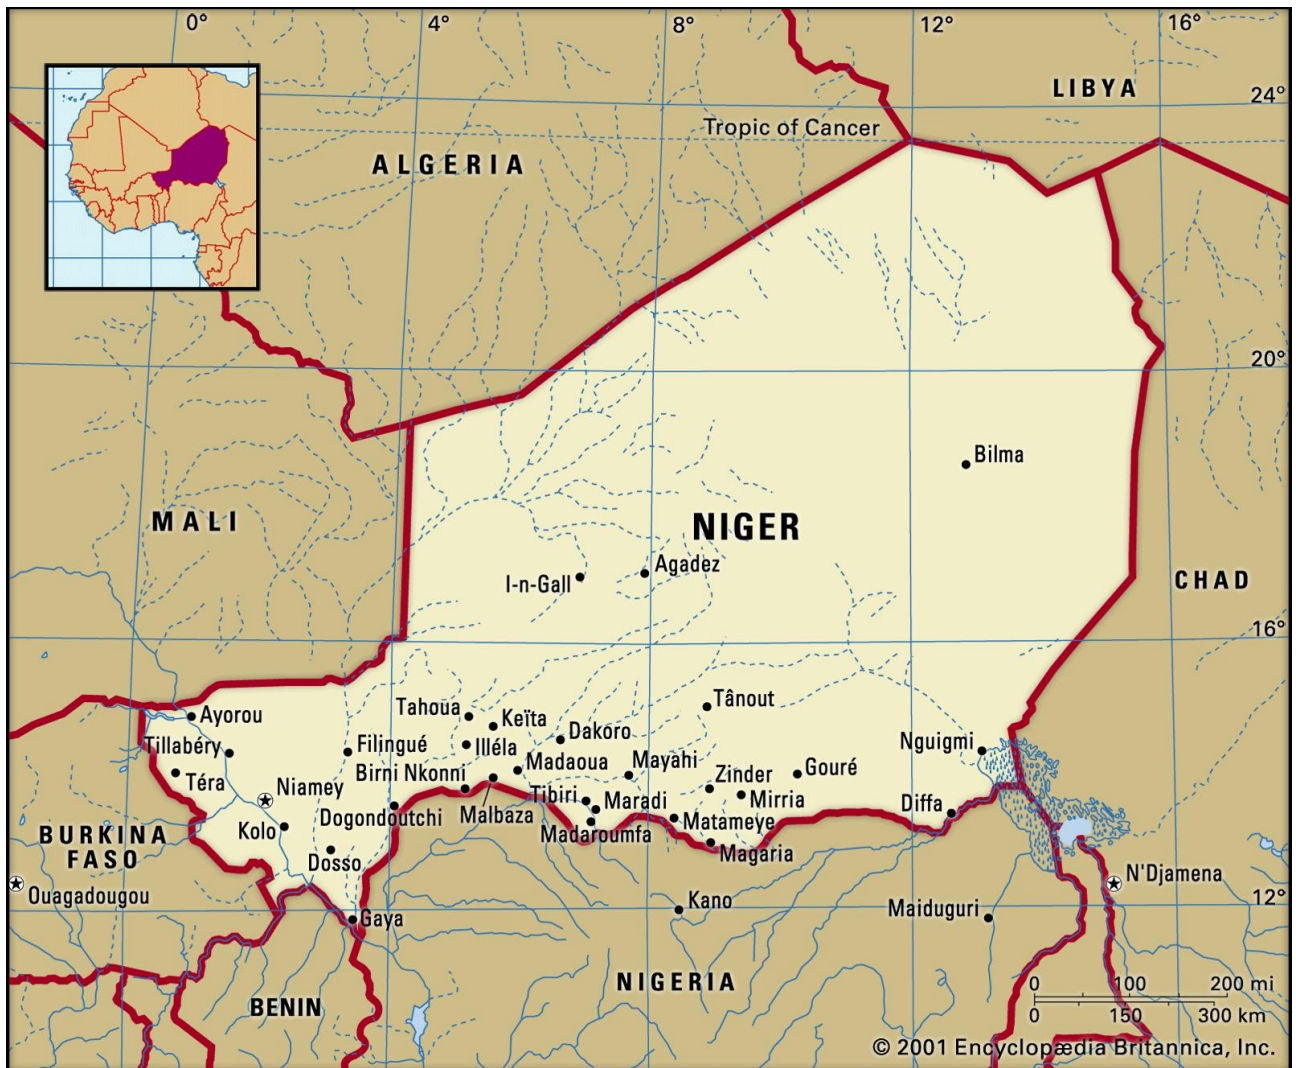 0°
4°
8°
12°
16°
LIBYA
24°
Tropic of Cancer
ALGERIA
20°
Bilma
MALI
NIGER
Agadez
I-n-Gall
CHAD
16°
Tânout
Tahoua
Ayorou
Keïta
Dakoro
Nguigmi
Tillabéry
Filingué
Illéla
Madaoua
Mayahi
Gouré
Birni Nkonni
Zinder
Téra
Niamey
Tibiri
Maradi
Mirria
Diffa
Dogondoutchi
Malbaza
Matameye
Kolo
Madaroumfa
BURKINA
FASO
Magaria
Dosso
N'Djamena
Ouagadougou
Kano
Maiduguri
12°
Gaya
NIGERIA
BENIN
0 100 200 mi
0 150 300 km
© 2001 Encyclopædia Britannica, Inc.